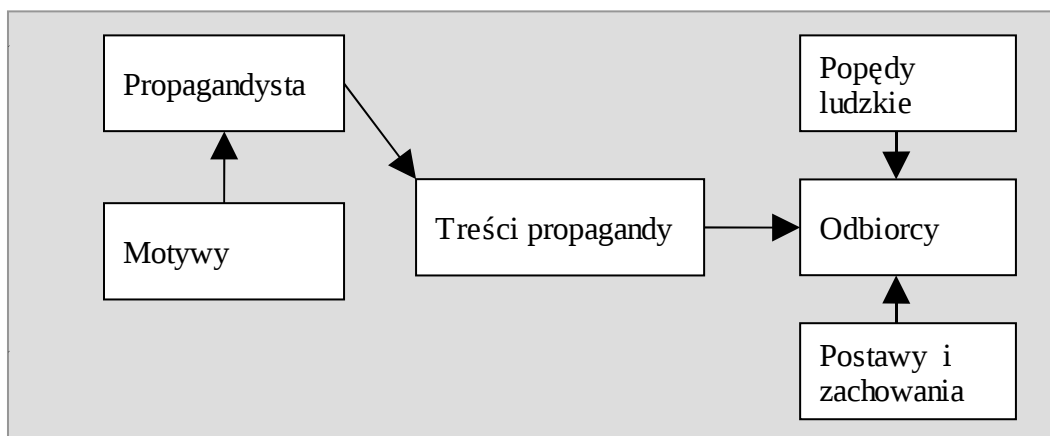 Propagandysta
Motywy
Treści propagandy
Popędy
ludzkie
Odbiorcy
Postawy i
zachowania